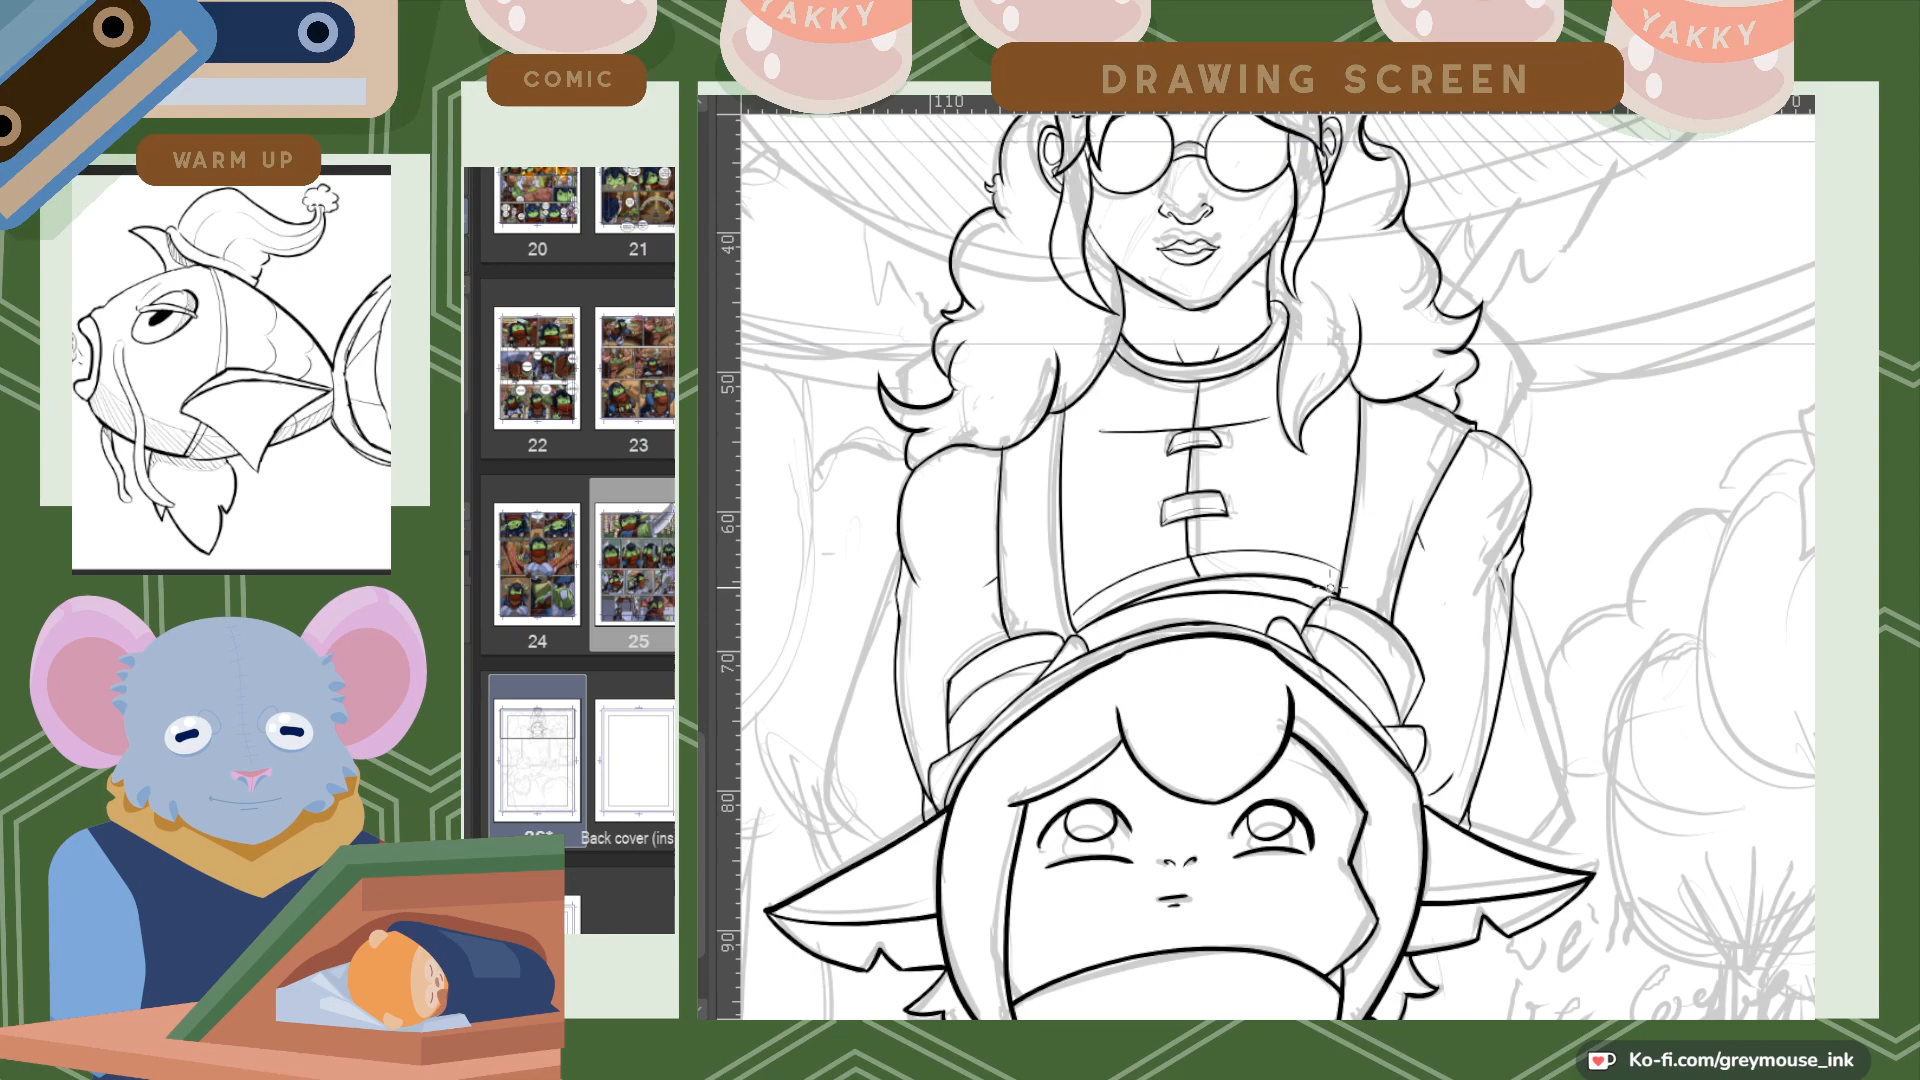 YAKKY
YAKKY
COMIC
DRAWING SCREEN
WARM UP
110
0
20
21
22
23
24
25
Back cover (ins
40
50
60
70
80
90
Ko-fi.com/greymouse_ink